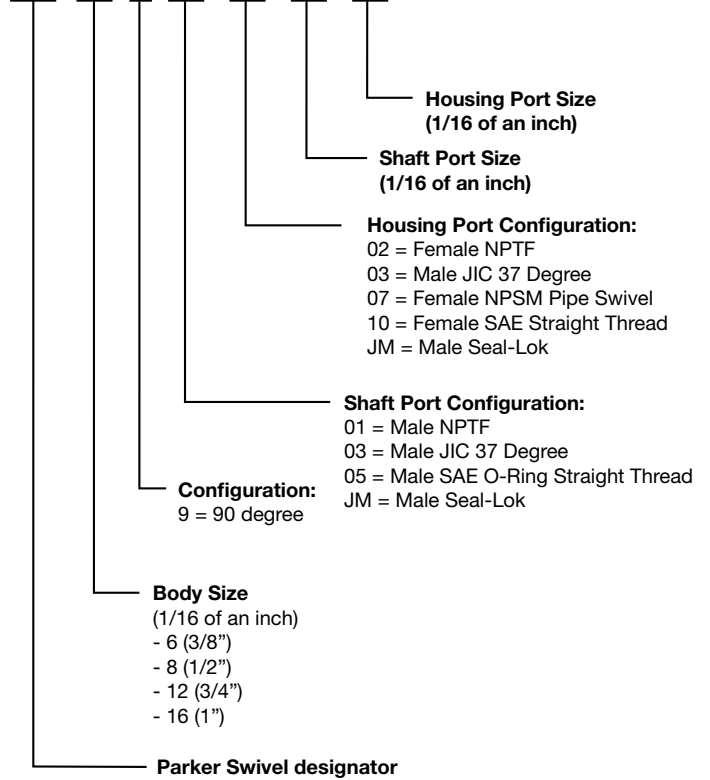 Housing Port Size
(1/16 of an inch)
Shaft Port Size
(1/16 of an inch)
Housing Port Configuration:
02 = Female NPTF
03 = Male JIC 37 Degree
07 = Female NPSM Pipe Swivel
10 = Female SAE Straight Thread
JM = Male Seal-Lok
Shaft Port Configuration:
01 = Male NPTF
03 = Male JIC 37 Degree
05 = Male SAE O-Ring Straight Thread
JM = Male Seal-Lok
Configuration:
9 = 90 degree
Body Size
(1/16 of an inch)
- 6 (3/8”)
- 8 (1/2”)
- 12 (3/4”)
- 16 (1”)
Parker Swivel designator